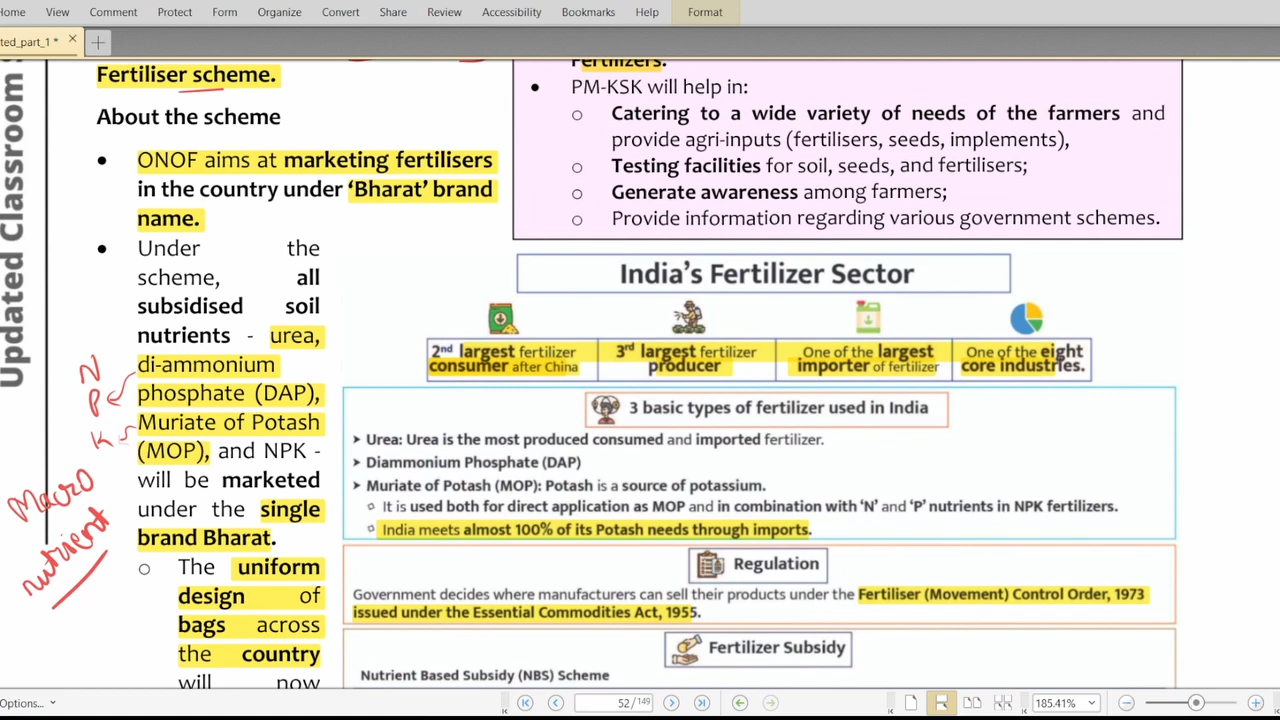 Home View Comment Protect Form Organize Convert Share Review Accessibility Bookmarks Help Format
ted_part_1 *
Updated Classroom
Fertiliser scheme.
About the scheme
• ONOF aims at marketing fertilisers
in the country under ‘Bharat’ brand
name.
• Under the
scheme, all
subsidised soil
nutrients - urea,
di-ammonium
phosphate (DAP),
Muriate of Potash
(MOP), and NPK -
will be marketed
under the single
brand Bharat.
○ The uniform
design of
bags across
the country
will now
N
P
K
Macro
nutrient
Fertilizers.
• PM-KSK will help in:
○ Catering to a wide variety of needs of the farmers and
provide agri-inputs (fertilisers, seeds, implements),
○ Testing facilities for soil, seeds, and fertilisers;
○ Generate awareness among farmers;
○ Provide information regarding various government schemes.
India’s Fertilizer Sector
2nd largest fertilizer
consumer after China
3rd largest fertilizer
producer
One of the largest
importer of fertilizer
One of the eight
core industries.
3 basic types of fertilizer used in India
➤ Urea: Urea is the most produced consumed and imported fertilizer.
➤ Diammonium Phosphate (DAP)
➤ Muriate of Potash (MOP): Potash is a source of potassium.
○ It is used both for direct application as MOP and in combination with ‘N’ and ‘P’ nutrients in NPK fertilizers.
○ India meets almost 100% of its Potash needs through imports.
Regulation
Government decides where manufacturers can sell their products under the Fertiliser (Movement) Control Order, 1973
issued under the Essential Commodities Act, 1955.
Fertilizer Subsidy
Nutrient Based Subsidy (NBS) Scheme
Options...
52 / 149
185.41%